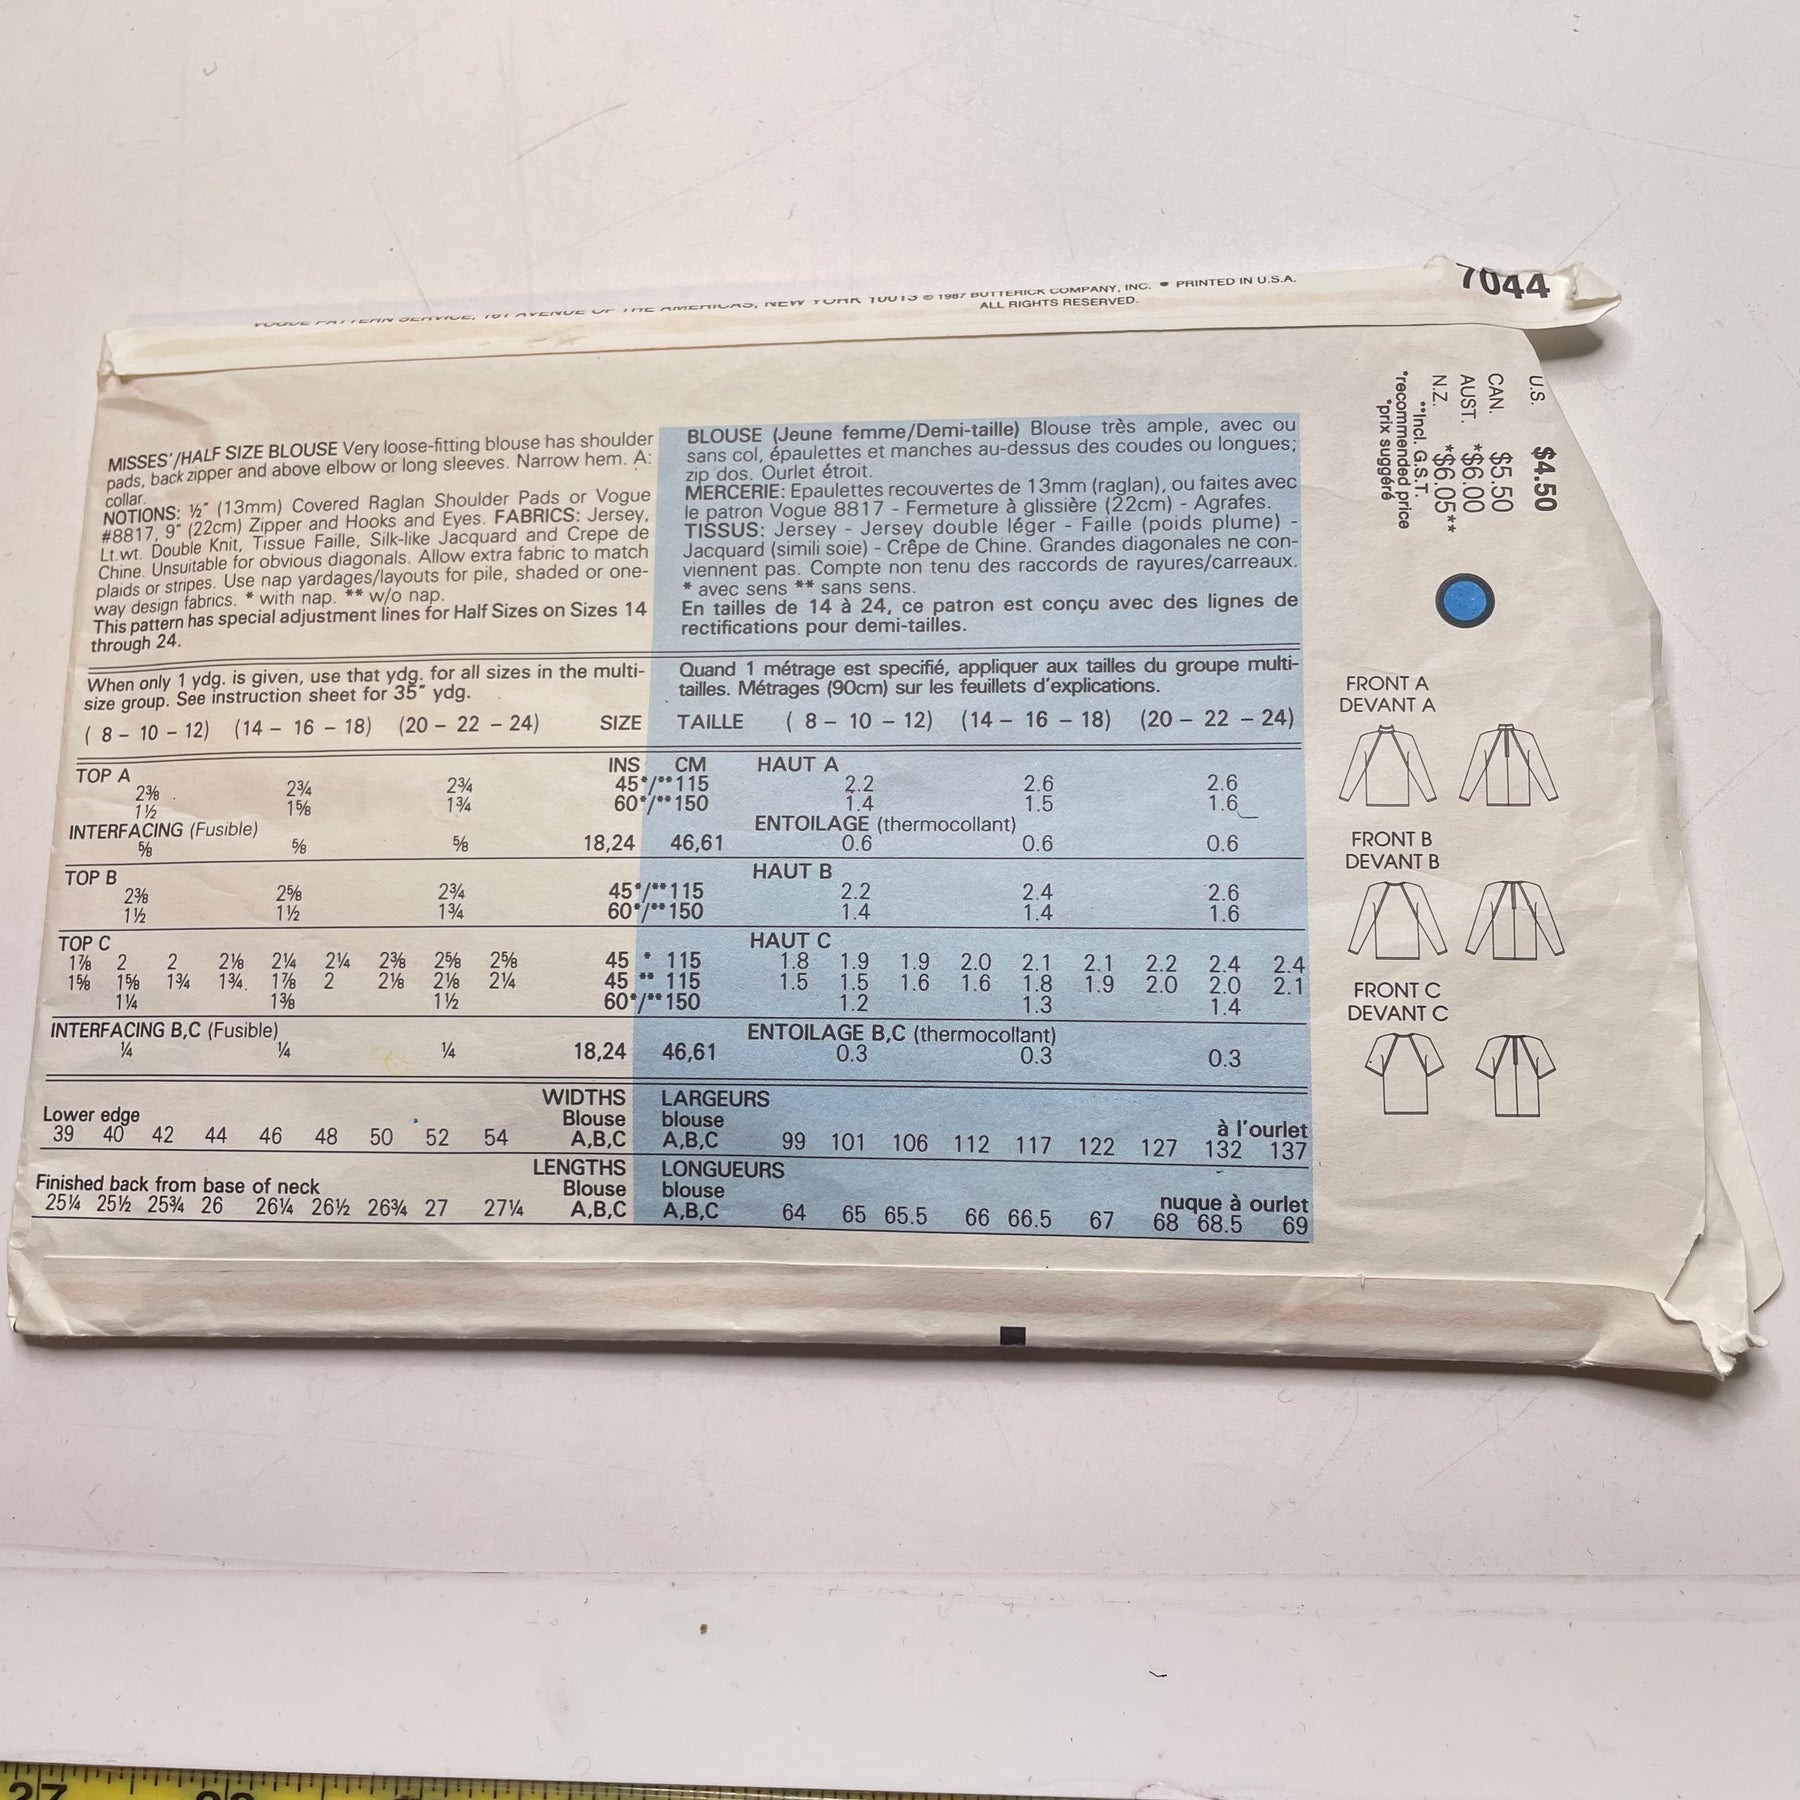 VOGUE PATTERN SERVICE, 161 AVENUE OF THE AMERICAS, NEW YORK 10013 © 1987 BUTTERICK COMPANY, INC. • PRINTED IN U.S.A.
ALL RIGHTS RESERVED.
7044
U.S. $4.50
CAN. $5.50
AUST. *$6.00
N.Z. *$6.05**
**Incl. G.S.T.
*recommended price
*prix suggéré
MISSES'/HALF SIZE BLOUSE Very loose-fitting blouse has shoulder
pads, back zipper and above elbow or long sleeves. Narrow hem. A:
collar.
NOTIONS: ½" (13mm) Covered Raglan Shoulder Pads or Vogue
#8817, 9" (22cm) Zipper and Hooks and Eyes. FABRICS: Jersey,
Lt.wt. Double Knit, Tissue Faille, Silk-like Jacquard and Crepe de
Chine. Unsuitable for obvious diagonals. Allow extra fabric to match
plaids or stripes. Use nap yardages/layouts for pile, shaded or one-
way design fabrics. * with nap. ** w/o nap.
This pattern has special adjustment lines for Half Sizes on Sizes 14
through 24.
BLOUSE (Jeune femme/Demi-taille) Blouse très ample, avec ou
sans col, épaulettes et manches au-dessus des coudes ou longues;
zip dos. Ourlet étroit.
MERCERIE: Epaulettes recouvertes de 13mm (raglan), ou faites avec
le patron Vogue 8817 - Fermeture à glissière (22cm) - Agrafes.
TISSUS: Jersey - Jersey double léger - Faille (poids plume) -
Jacquard (simili soie) - Crêpe de Chine. Grandes diagonales ne con-
viennent pas. Compte non tenu des raccords de rayures/carreaux.
* avec sens ** sans sens.
En tailles de 14 à 24, ce patron est conçu avec des lignes de
rectifications pour demi-tailles.
When only 1 ydg. is given, use that ydg. for all sizes in the multi-
size group. See instruction sheet for 35" ydg.
Quand 1 métrage est specifié, appliquer aux tailles du groupe multi-
tailles. Métrages (90cm) sur les feuillets d'explications.
( 8 – 10 – 12) (14 – 16 – 18) (20 – 22 – 24) SIZE TAILLE ( 8 – 10 – 12) (14 – 16 – 18) (20 – 22 – 24)
TOP A INS CM HAUT A
2⅜ 2¾ 2¾ 45*/**115 2.2 2.6 2.6
1½ 1⅝ 1¾ 60*/**150 1.4 1.5 1.6
INTERFACING (Fusible) ENTOILAGE (thermocollant)
⅝ ⅝ ⅝ 18,24 46,61 0.6 0.6 0.6
TOP B HAUT B
2⅜ 2⅝ 2¾ 45*/**115 2.2 2.4 2.6
1½ 1½ 1¾ 60*/**150 1.4 1.4 1.6
TOP C HAUT C
1⅞ 2 2 2⅛ 2¼ 2¼ 2⅜ 2⅝ 2⅝ 45 * 115 1.8 1.9 1.9 2.0 2.1 2.1 2.2 2.4 2.4
1⅝ 1⅝ 1¾ 1¾ 1⅞ 2 2⅛ 2⅛ 2¼ 45 ** 115 1.5 1.5 1.6 1.6 1.8 1.9 2.0 2.0 2.1
1¼ 1⅜ 1½ 60*/**150 1.2 1.3 1.4
INTERFACING B,C (Fusible) ENTOILAGE B,C (thermocollant)
¼ ¼ ¼ 18,24 46,61 0.3 0.3 0.3
WIDTHS LARGEURS
Lower edge Blouse blouse à l'ourlet
39 40 42 44 46 48 50 52 54 A,B,C A,B,C 99 101 106 112 117 122 127 132 137
LENGTHS LONGUEURS
Finished back from base of neck Blouse blouse nuque à ourlet
25¼ 25½ 25¾ 26 26¼ 26½ 26¾ 27 27¼ A,B,C A,B,C 64 65 65.5 66 66.5 67 68 68.5 69
FRONT A
DEVANT A
FRONT B
DEVANT B
FRONT C
DEVANT C
27